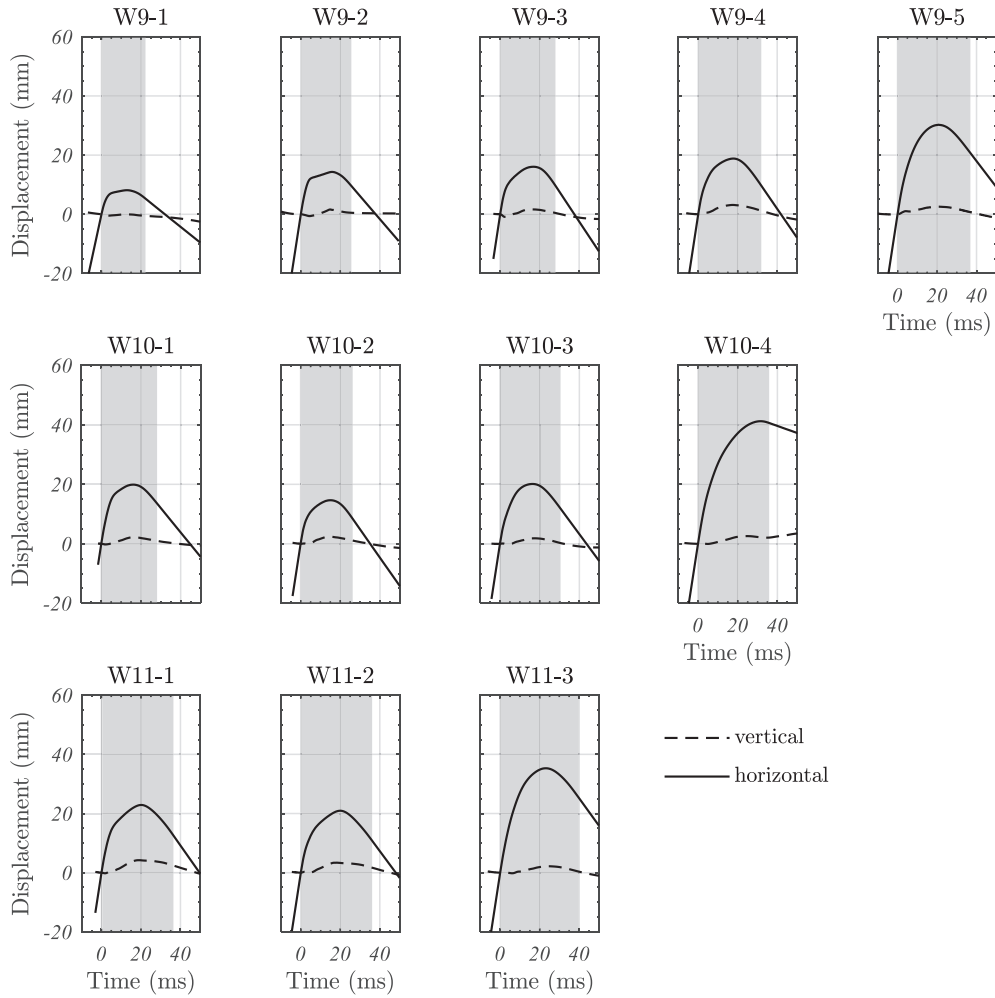 W9-1 W9-2 W9-3 W9-4 W9-5
60
40
20
0
-20
Displacement (mm)
0 20 40
Time (ms)
W10-1 W10-2 W10-3 W10-4
60
40
20
0
-20
Displacement (mm)
0 20 40
Time (ms)
W11-1 W11-2 W11-3
60
40
20
0
-20
Displacement (mm)
vertical
horizontal
0 20 40 0 20 40 0 20 40
Time (ms) Time (ms) Time (ms)